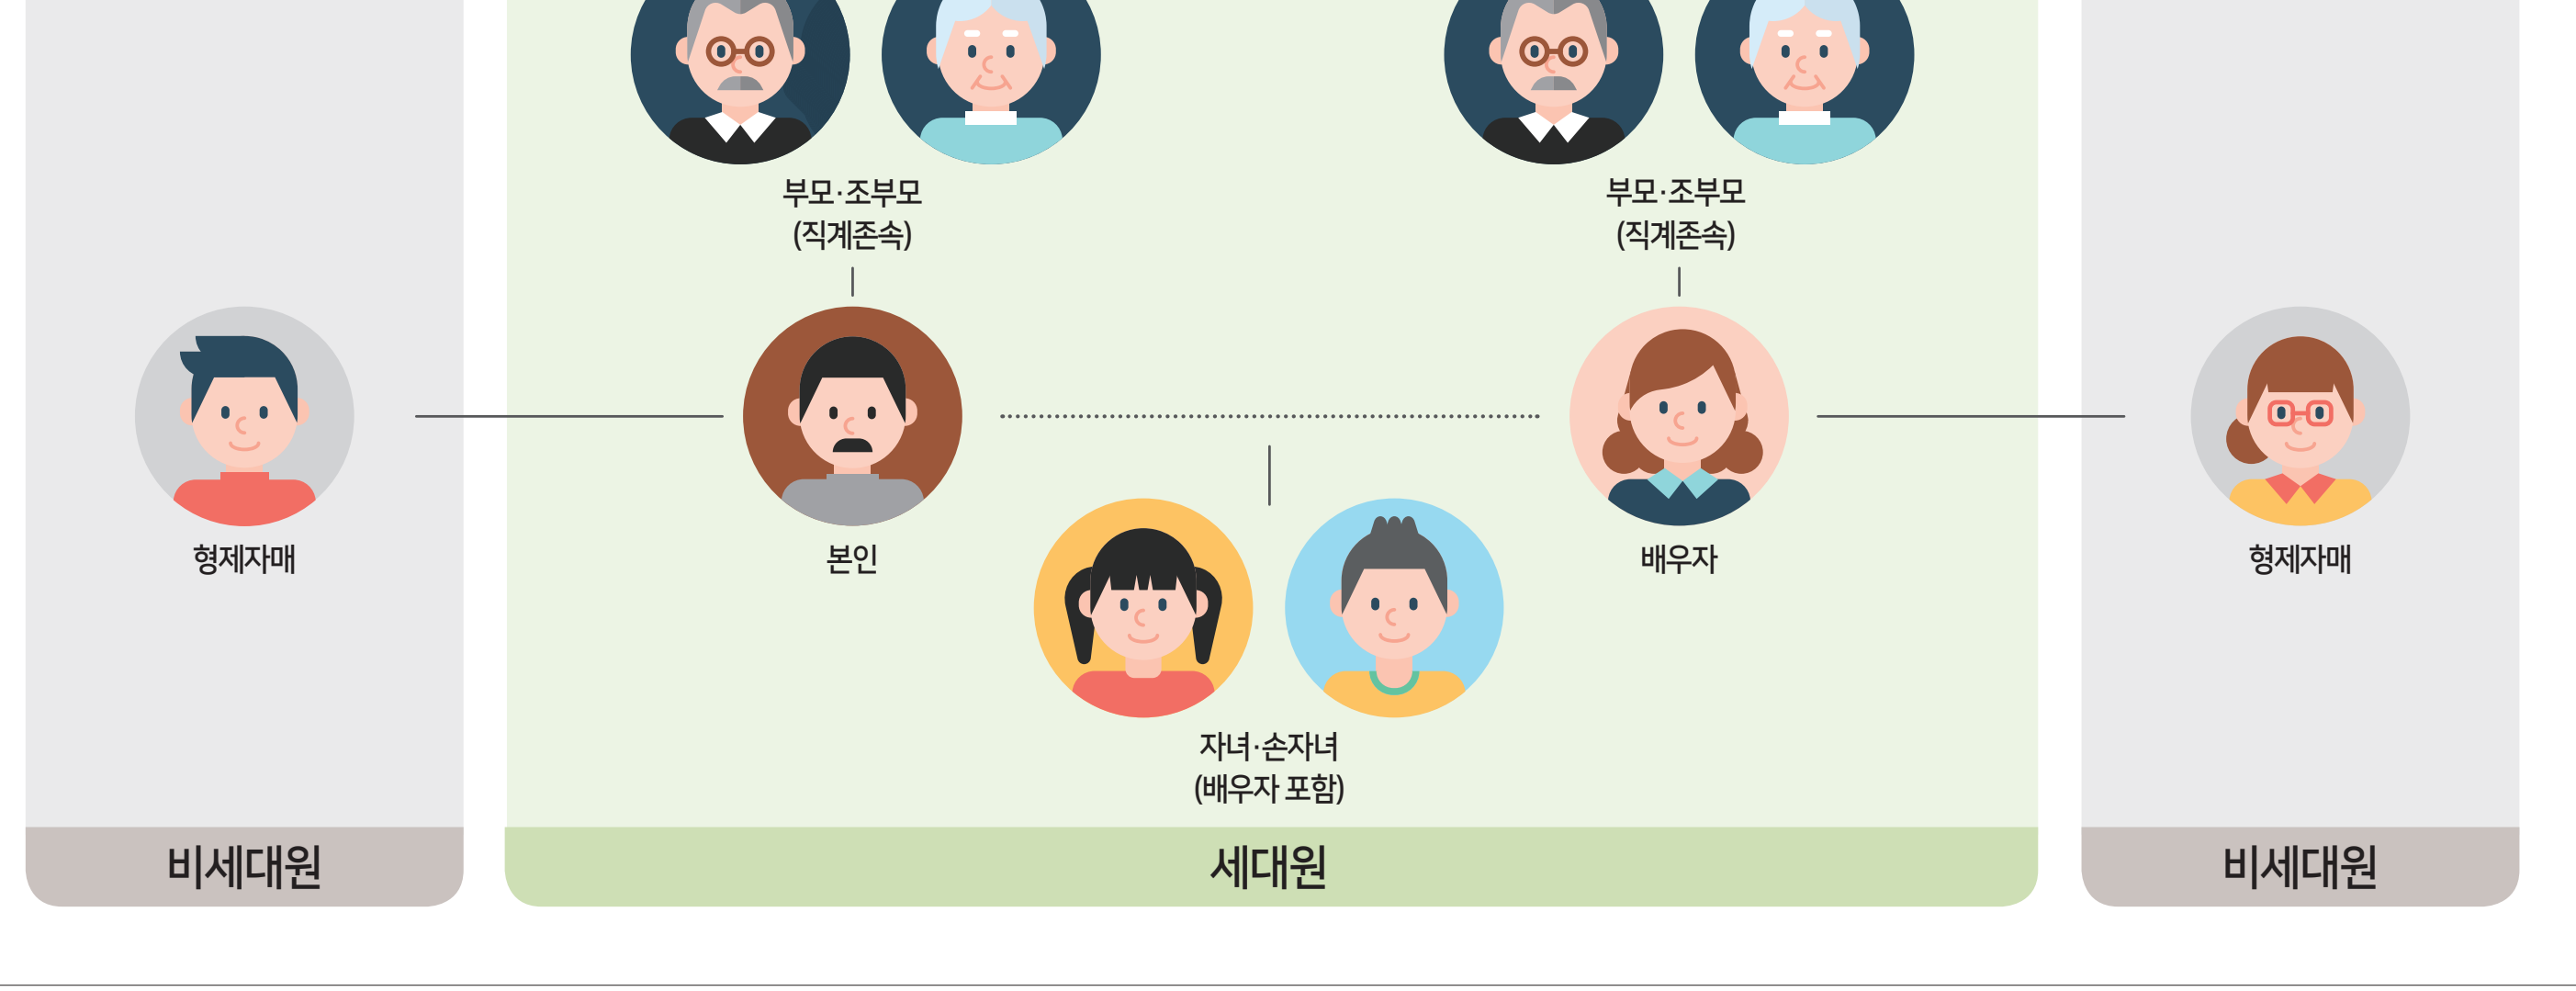 부모·조부모
(직계존속)
부모·조부모
(직계존속)
형제자매
본인
배우자
형제자매
자녀·손자녀
(배우자 포함)
비세대원
세대원
비세대원